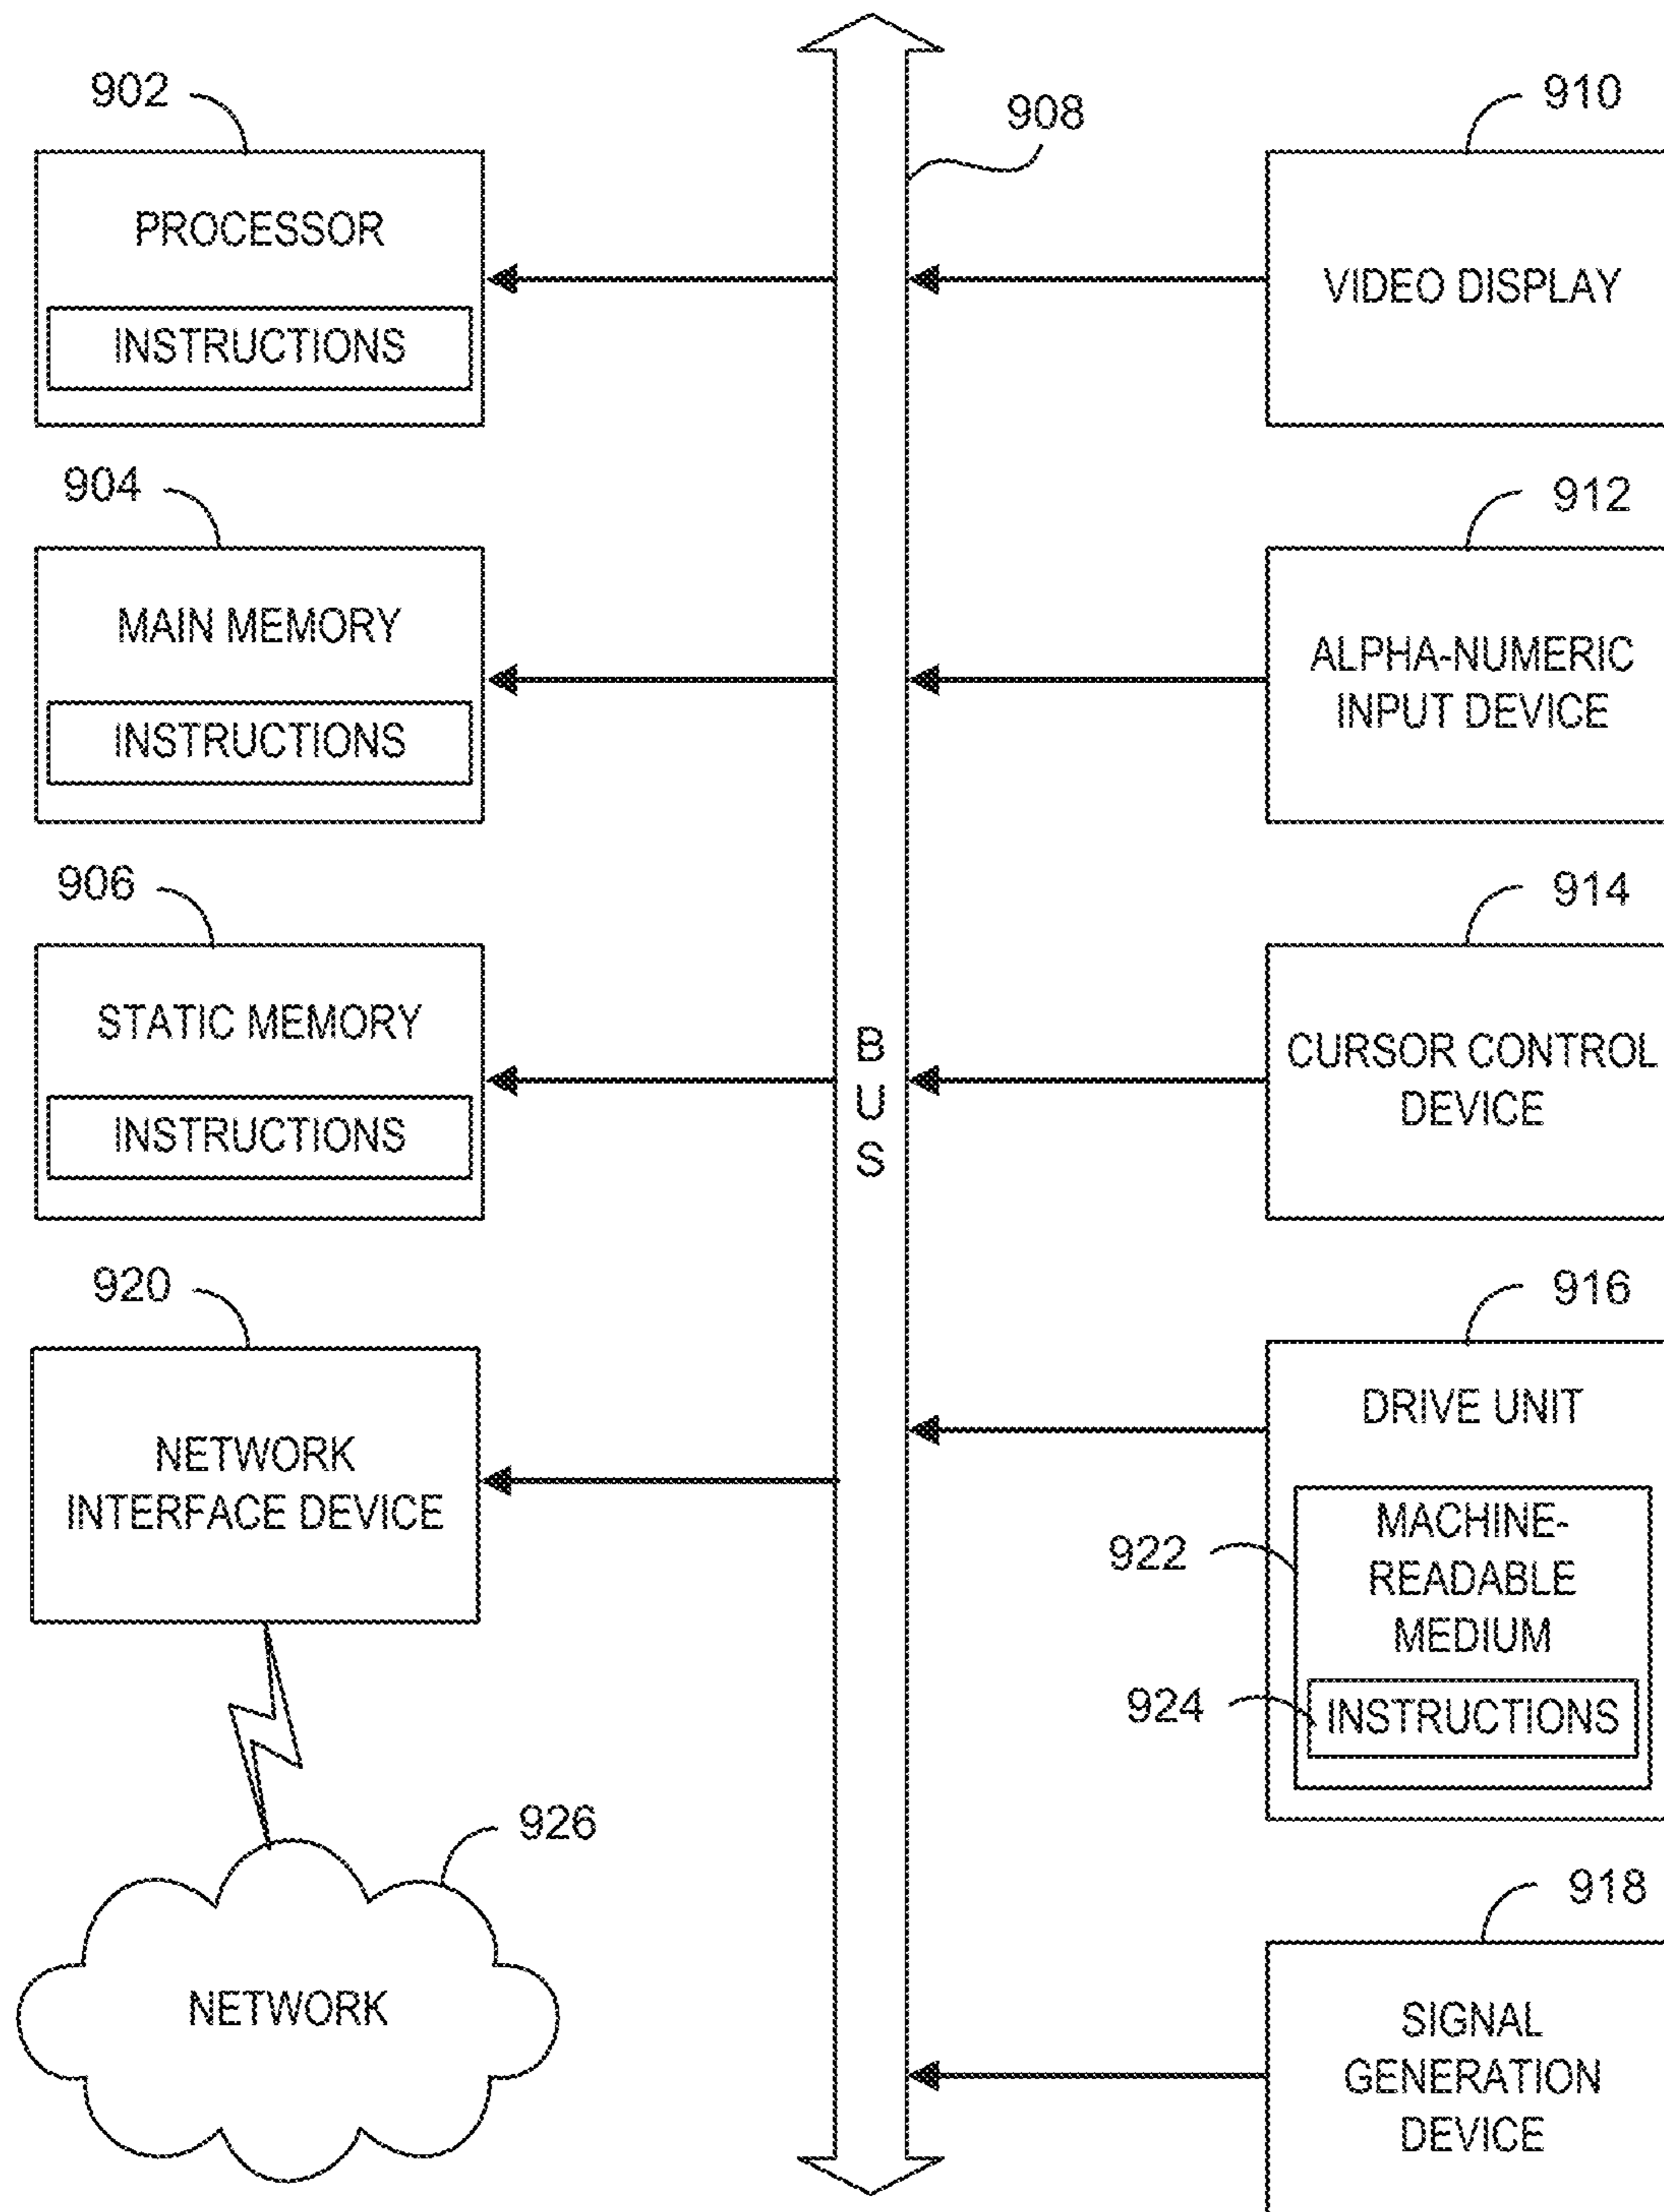 902
PROCESSOR
INSTRUCTIONS
904
MAIN MEMORY
INSTRUCTIONS
906
STATIC MEMORY
INSTRUCTIONS
920
NETWORK
INTERFACE DEVICE
926
NETWORK
908
B
U
S
910
VIDEO DISPLAY
912
ALPHA-NUMERIC
INPUT DEVICE
914
CURSOR CONTROL
DEVICE
916
DRIVE UNIT
922
MACHINE-
READABLE
MEDIUM
924
INSTRUCTIONS
918
SIGNAL
GENERATION
DEVICE